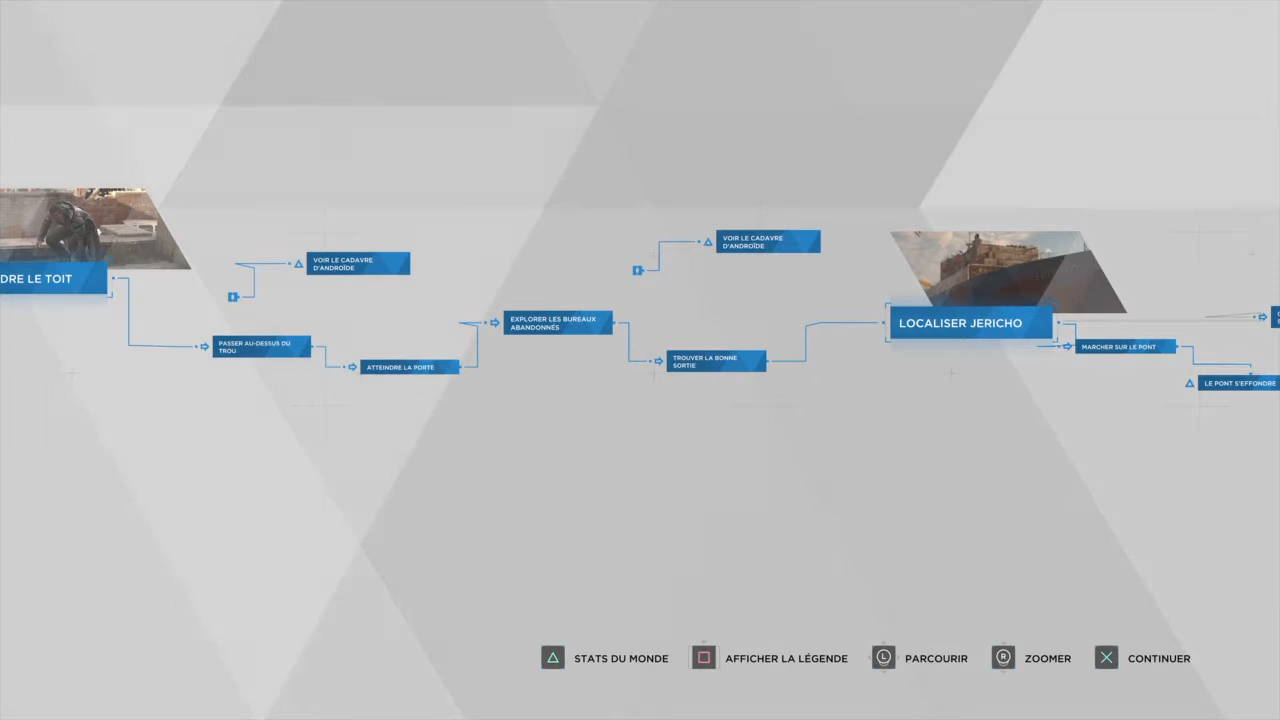 DRE LE TOIT
VOIR LE CADAVRE
D'ANDROÏDE
PASSER AU-DESSUS DU
TROU
ATTEINDRE LA PORTE
EXPLORER LES BUREAUX
ABANDONNÉS
TROUVER LA BONNE
SORTIE
VOIR LE CADAVRE
D'ANDROÏDE
LOCALISER JERICHO
MARCHER SUR LE PONT
LE PONT S'EFFONDRE
STATS DU MONDE
AFFICHER LA LÉGENDE
L
PARCOURIR
R
ZOOMER
CONTINUER